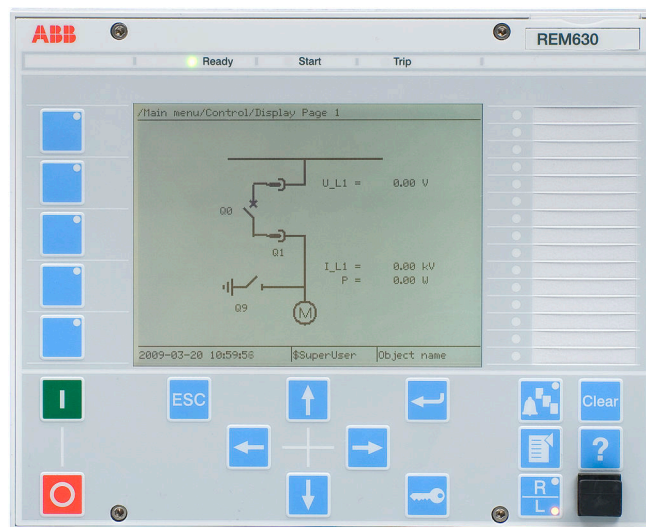 ABB
REM630
Ready Start Trip
/Main menu/Control/Display Page 1
U_L1 = 0.00 V
Q0
Q1
I_L1 = 0.00 kV
P = 0.00 W
Q9
M
2009-03-20 10:59:56 $SuperUser Object name
I
ESC
Clear
?
O
R
L